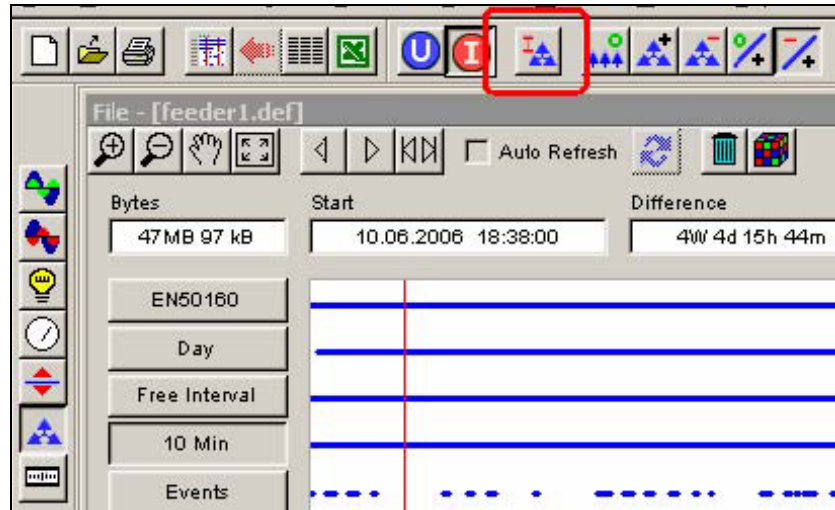 U
I
I
File - [feeder1.def]
Auto Refresh
Bytes
Start
Difference
47MB 97 kB
10.06.2006 18:38:00
4W 4d 15h 44m
EN50160
Day
Free Interval
10 Min
Events